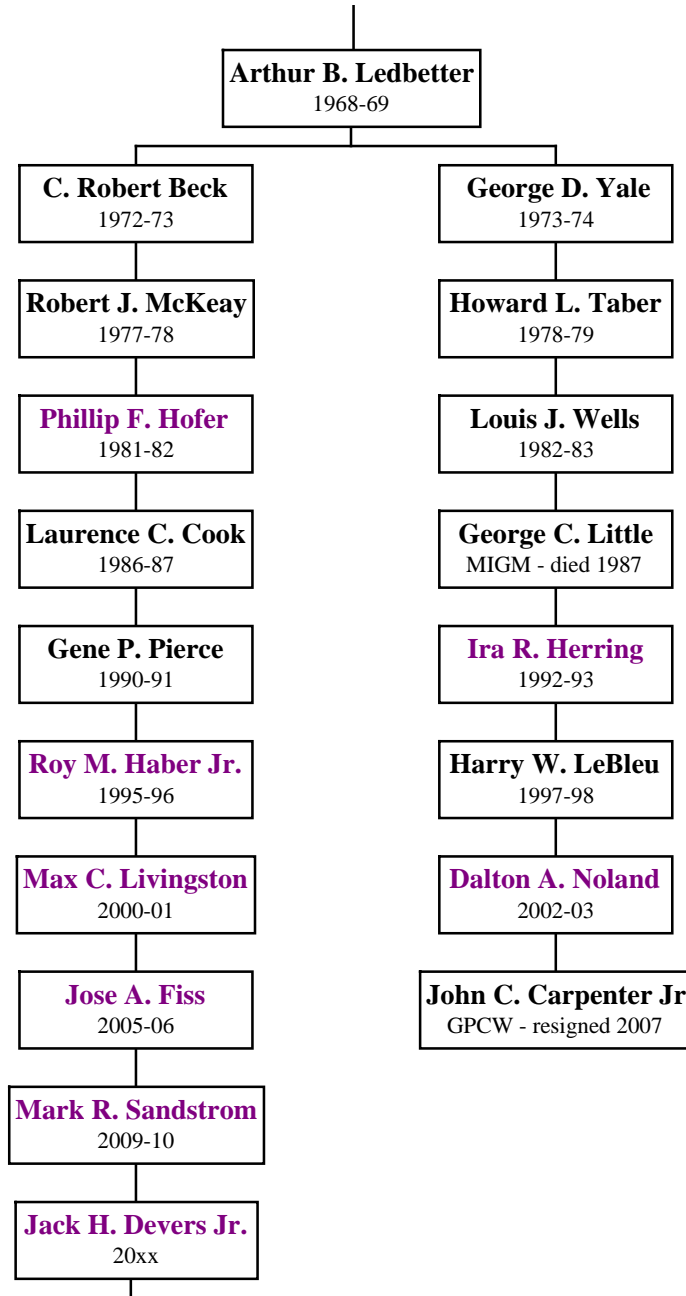 Arthur B. Ledbetter
1968-69
C. Robert Beck
1972-73
George D. Yale
1973-74
Robert J. McKeay
1977-78
Howard L. Taber
1978-79
Phillip F. Hofer
1981-82
Louis J. Wells
1982-83
Laurence C. Cook
1986-87
George C. Little
MIGM - died 1987
Gene P. Pierce
1990-91
Ira R. Herring
1992-93
Roy M. Haber Jr.
1995-96
Harry W. LeBleu
1997-98
Max C. Livingston
2000-01
Dalton A. Noland
2002-03
Jose A. Fiss
2005-06
John C. Carpenter Jr
GPCW - resigned 2007
Mark R. Sandstrom
2009-10
Jack H. Devers Jr.
20xx